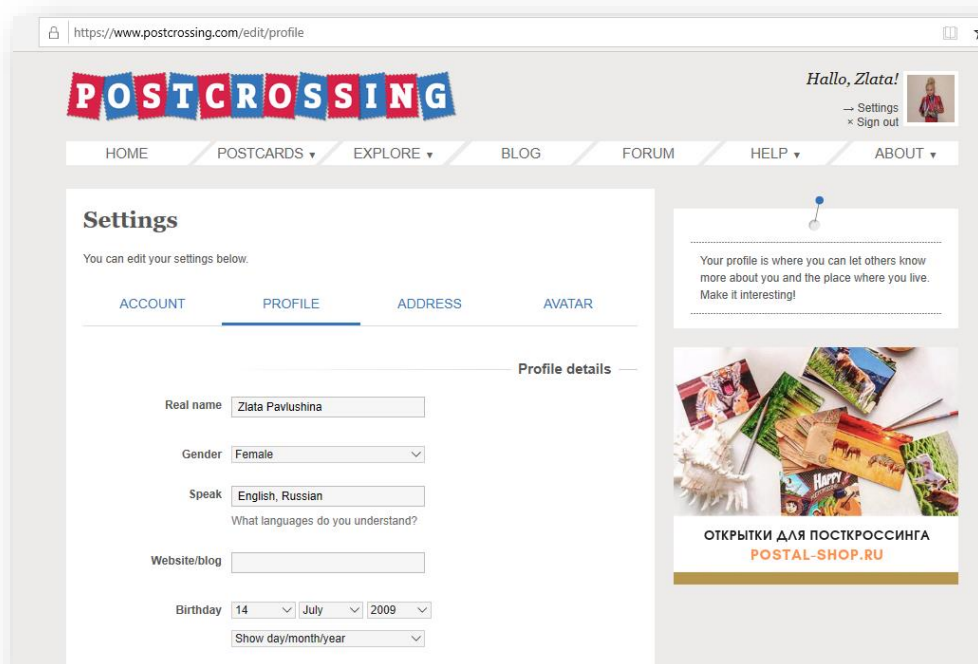 https://www.postcrossing.com/edit/profile
POSTCROSSING
Hallo, Zlata!
→ Settings
× Sign out
HOME POSTCARDS ▾ EXPLORE ▾ BLOG FORUM HELP ▾ ABOUT ▾
Settings
You can edit your settings below.
ACCOUNT PROFILE ADDRESS AVATAR
Profile details
Real name Zlata Pavlushina
Gender Female
Speak English, Russian
What languages do you understand?
Website/blog
Birthday 14 July 2009
Show day/month/year
Your profile is where you can let others know
more about you and the place where you live.
Make it interesting!
HAPPY
ОТКРЫТКИ ДЛЯ ПОСТКРОССИНГА
POSTAL-SHOP.RU